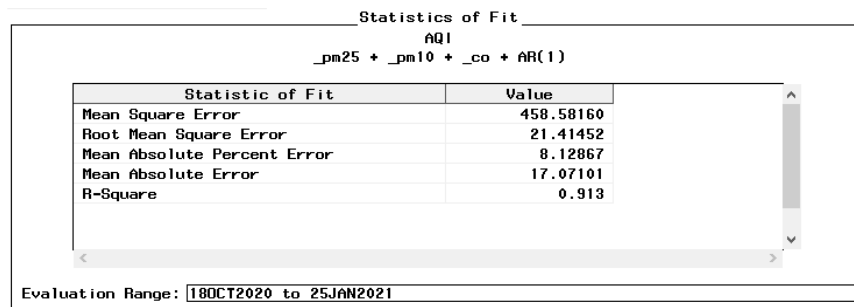 Statistics of Fit
AQI
_pm25 + _pm10 + _co + AR(1)
Statistic of Fit Value
Mean Square Error 458.58160
Root Mean Square Error 21.41452
Mean Absolute Percent Error 8.12867
Mean Absolute Error 17.07101
R-Square 0.913
Evaluation Range: 18OCT2020 to 25JAN2021